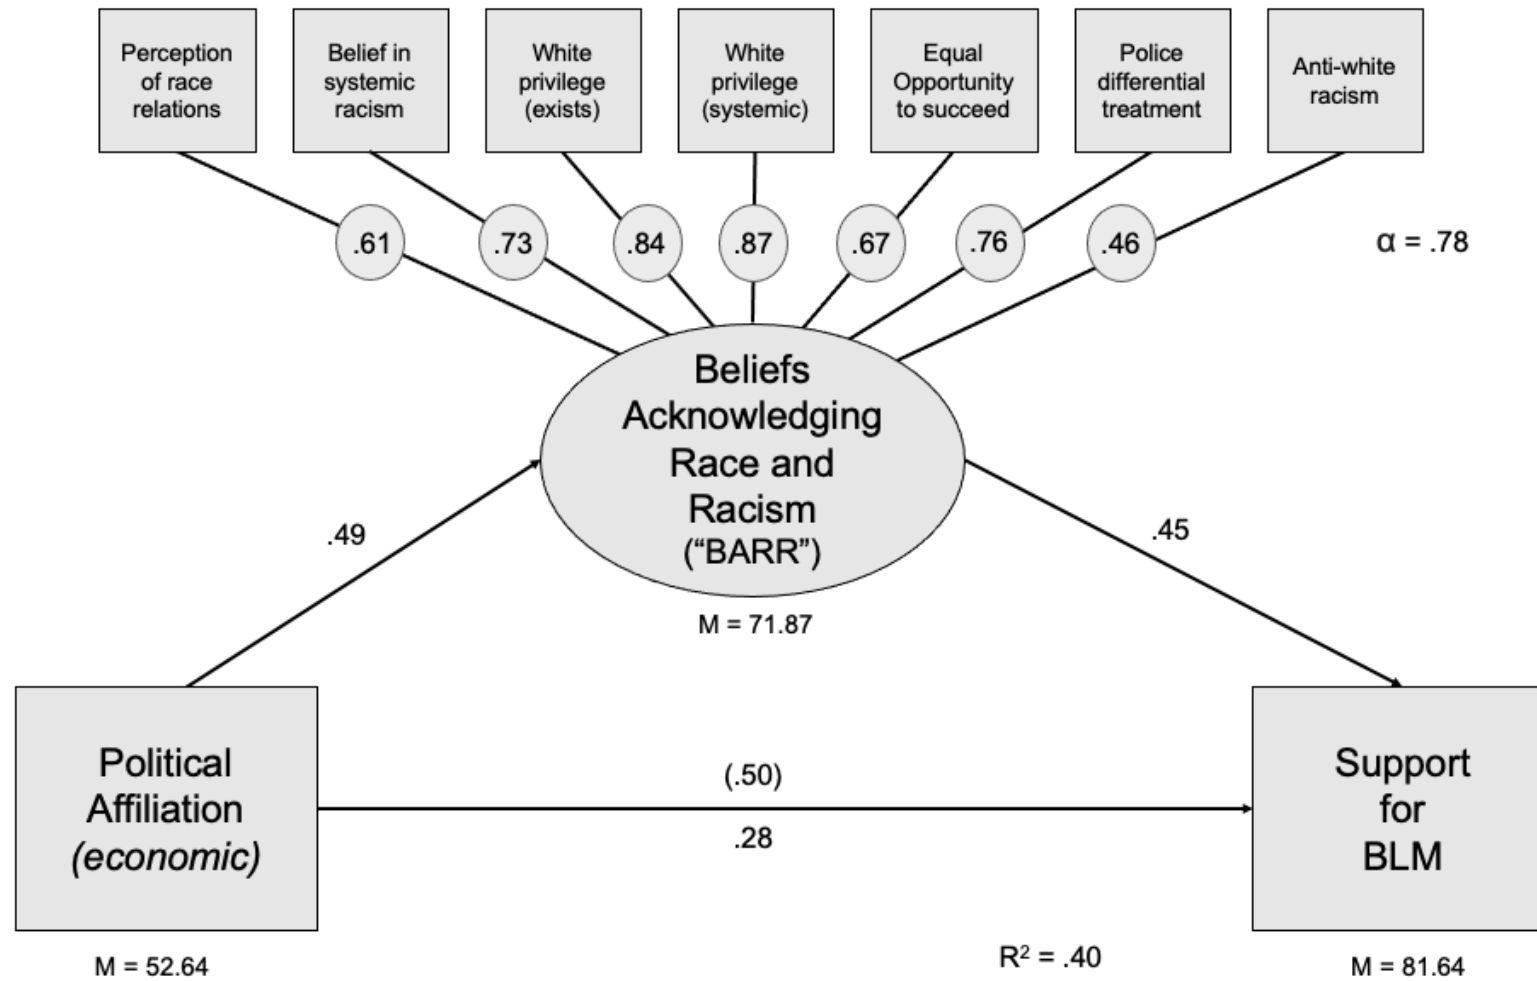 Perception
of race
relations
Belief in
systemic
racism
White
privilege
(exists)
White
privilege
(systemic)
Equal
Opportunity
to succeed
Police
differential
treatment
Anti-white
racism
.61
.73
.84
.87
.67
.76
.46
α = .78
Beliefs
Acknowledging
Race and
Racism
(“BARR”)
M = 71.87
.49
.45
Political
Affiliation
(economic)
M = 52.64
(.50)
.28
R² = .40
Support
for
BLM
M = 81.64